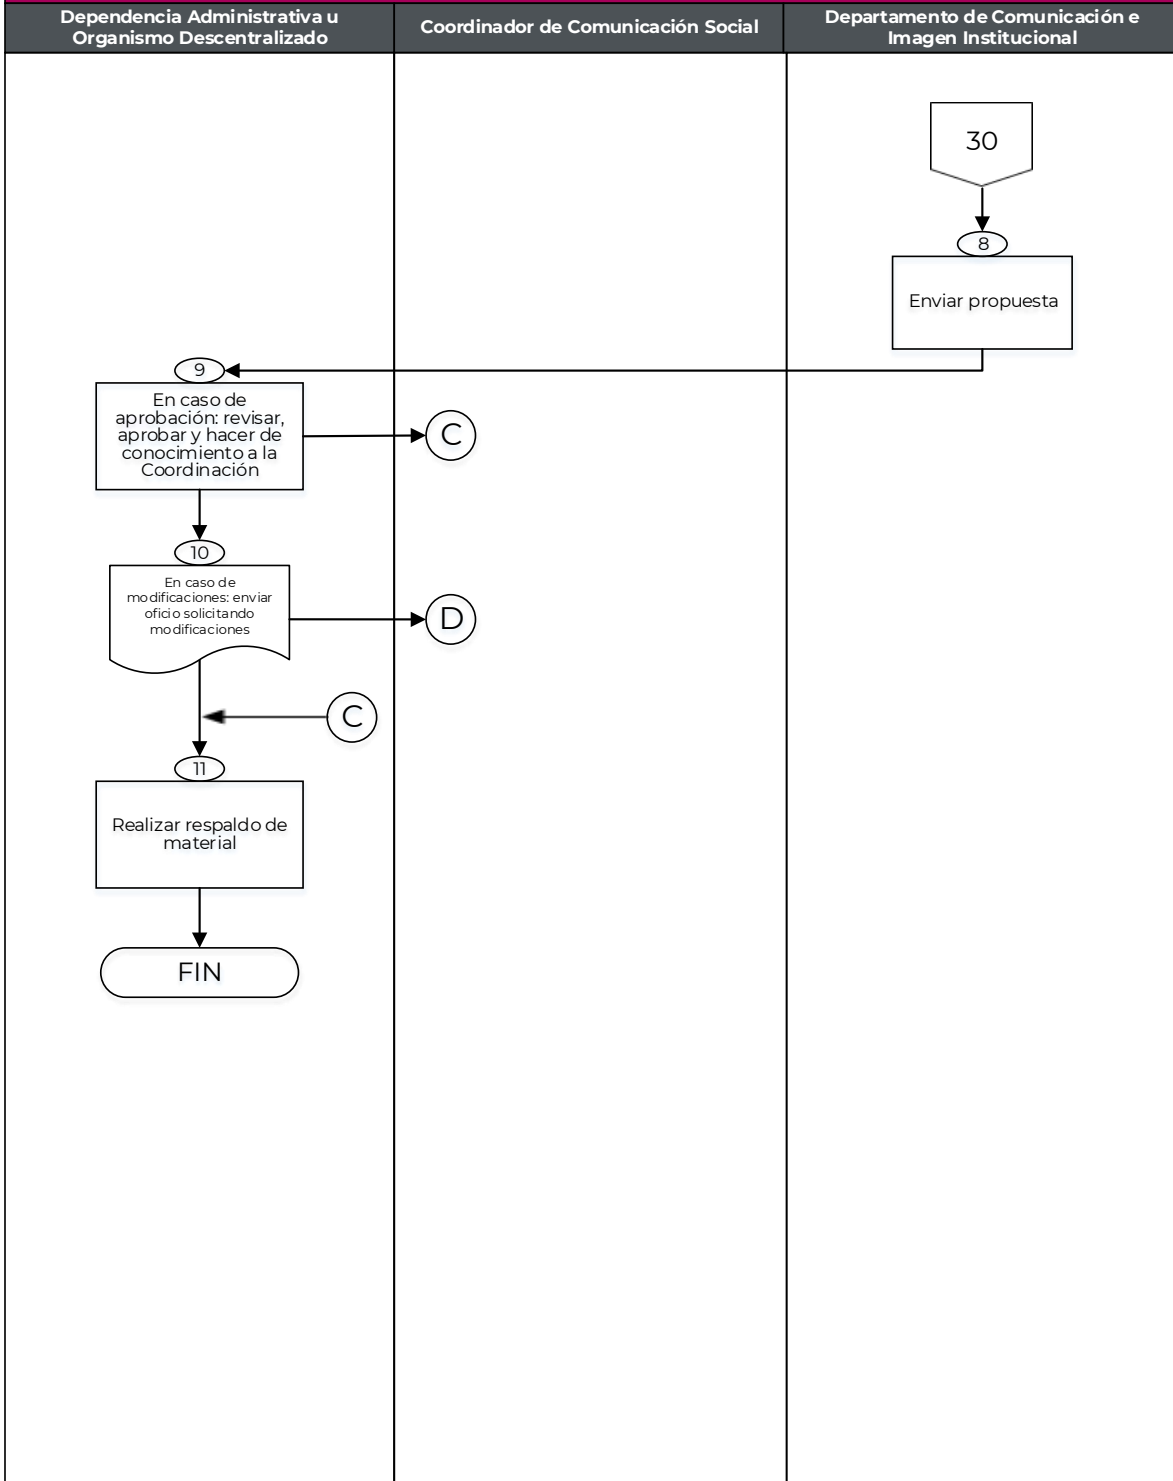 Dependencia Administrativa u
Organismo Descentralizado
Coordinador de Comunicación Social
Departamento de Comunicación e
Imagen Institucional
30
8
Enviar propuesta
9
En caso de
aprobación: revisar,
aprobar y hacer de
conocimiento a la
Coordinación
C
10
En caso de
modificaciones: enviar
oficio solicitando
modificaciones
D
C
11
Realizar respaldo de
material
FIN